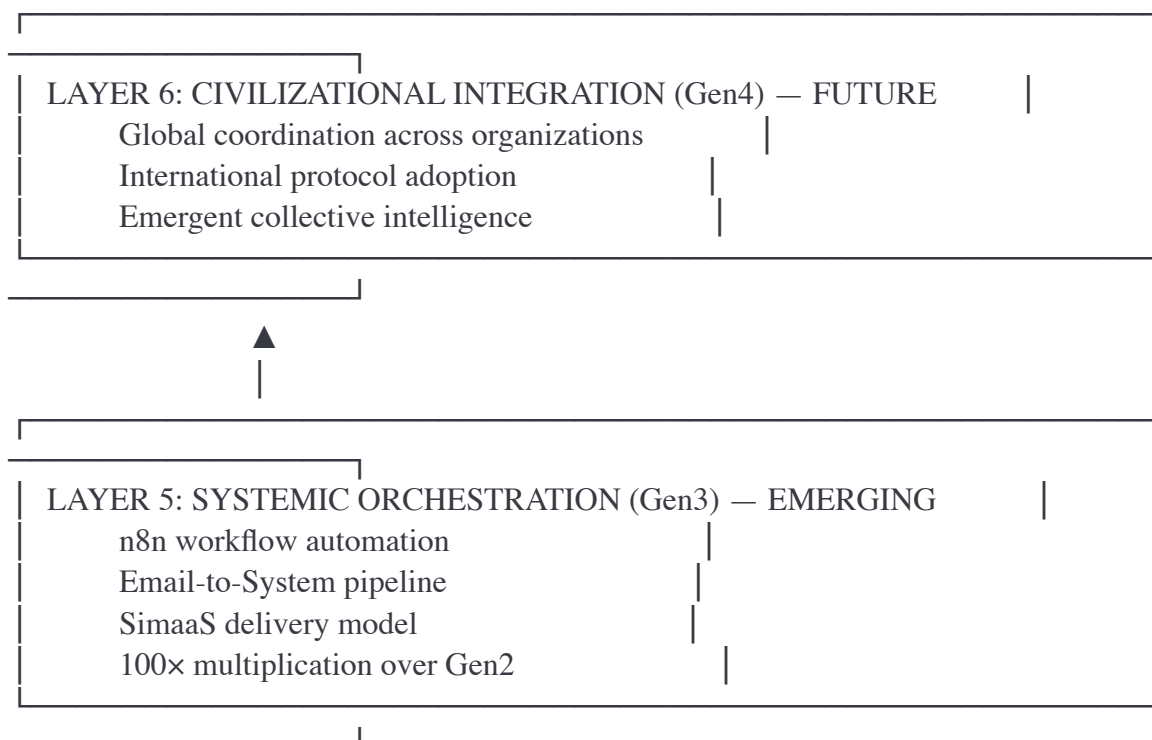 LAYER 6: CIVILIZATIONAL INTEGRATION (Gen4) — FUTURE
Global coordination across organizations
International protocol adoption
Emergent collective intelligence
LAYER 5: SYSTEMIC ORCHESTRATION (Gen3) — EMERGING
n8n workflow automation
Email-to-System pipeline
SimaaS delivery model
100× multiplication over Gen2